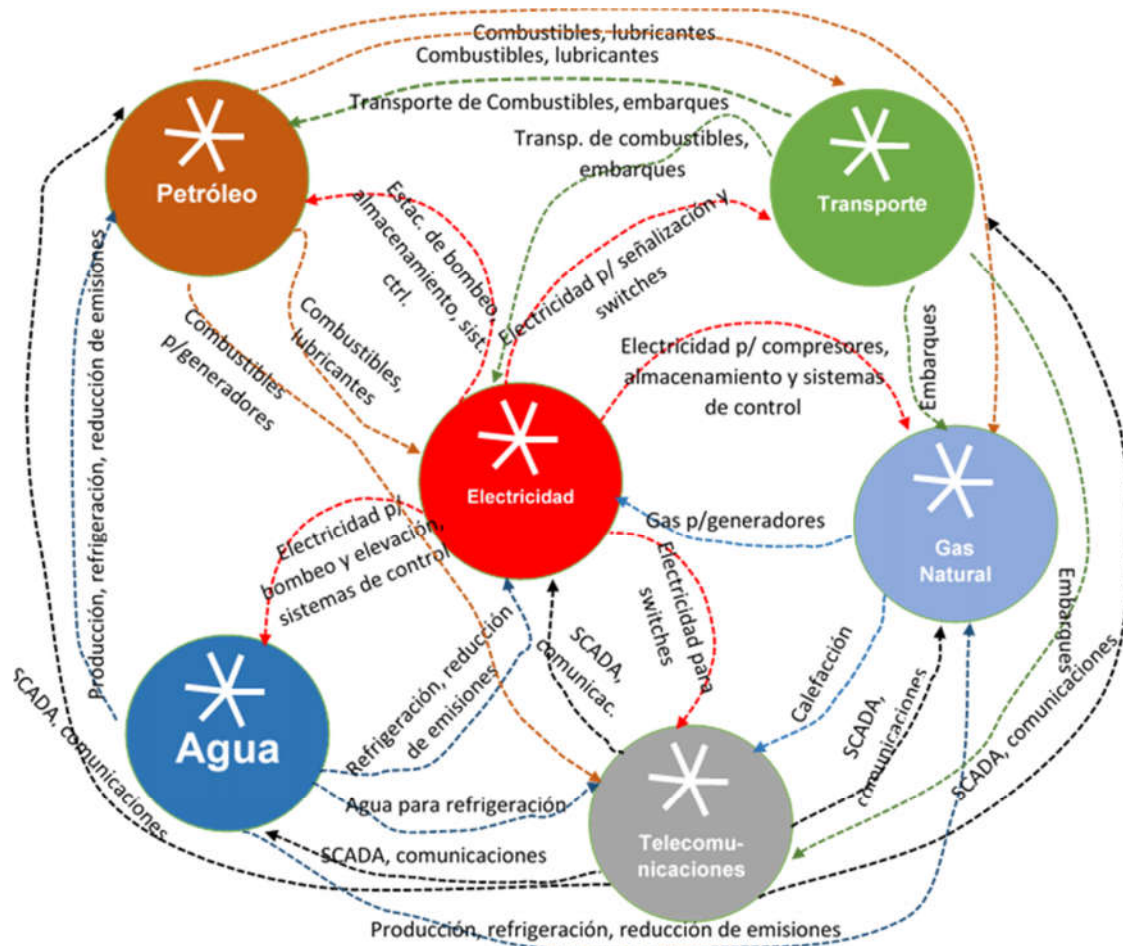 Combustibles, lubricantes
Combustibles, lubricantes
Transporte de Combustibles, embarques
Transp. de combustibles,
embarques
Petróleo
Transporte
Estac. de bombeo,
almacenamiento, sist.
ctrl.
Electricidad p/ señalización y
switches
Combustibles,
lubricantes
Combustibles
p/generadores
Producción, refrigeración, reducción de emisiones
Electricidad p/ compresores,
almacenamiento y sistemas
de control
Embarques
Electricidad
Gas p/generadores
Gas
Natural
Electricidad p/
bombeo y elevación,
sistemas de control
Electricidad para
switches
Embarques
SCADA,
comunicac.
Refrigeración, reducción
de emisiones
Calefacción
SCADA,
comunicaciones
SCADA, comunicaciones
SCADA, comunicaciones
Agua
Agua para refrigeración
Telecomu-
nicaciones
SCADA, comunicaciones
Producción, refrigeración, reducción de emisiones